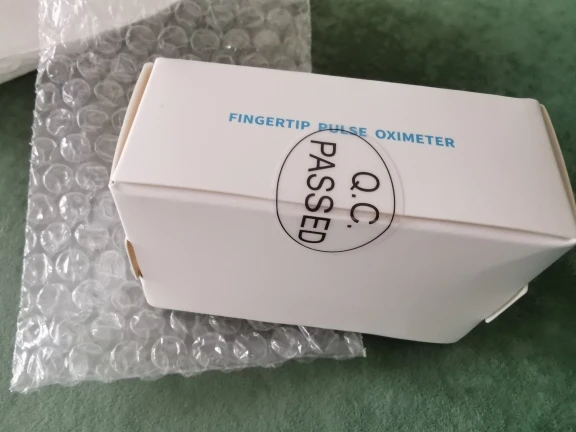 FINGERTIP PULSE OXIMETER
Q.C.
PASSED